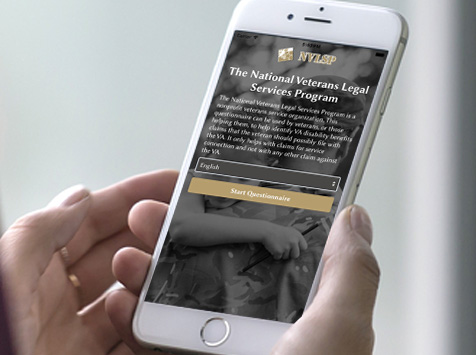 NVLSP
The National Veterans Legal
Services Program
The National Veterans Legal Services Program is a
nonprofit veterans service organization. This
questionnaire can be used by veterans, or those
helping them, to help identify VA disability benefits
claims that the veteran should possibly file with
the VA. It only helps with claims for service
connection and not with any other claim against
the VA.
English
Start Questionnaire